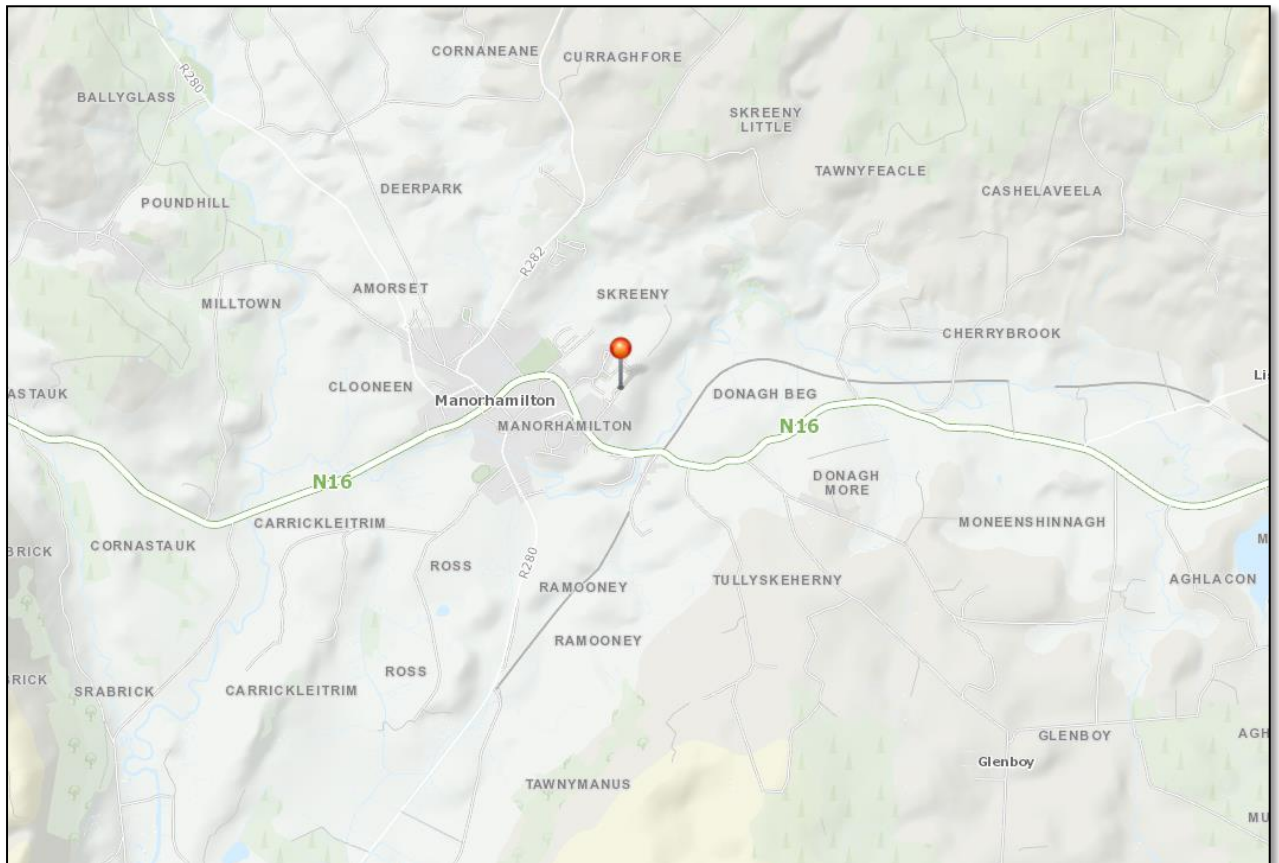 CORNANEANE
CURRAGHFORE
R280
BALLYGLASS
SKREENY
LITTLE
TAWNYFEACLE
DEERPARK
CASHELAVEELA
POUNDHILL
R282
SKREENY
AMORSET
MILLTOWN
CHERRYBROOK
Lis
CLOONEEN
ASTAUK
DONAGH BEG
Manorhamilton
MANORHAMILTON
N16
N16
DONAGH
MORE
CARRICKLEITRIM
MONEENSHINNAGH
M
CORNASTAUK
BRICK
ROSS
R280
RAMOONEY
TULLYSKEHERNY
AGHLACON
RAMOONEY
ROSS
BRICK
SRABRICK
CARRICKLEITRIM
GLENBOY
AGH
Glenboy
TAWNYMANUS
MU